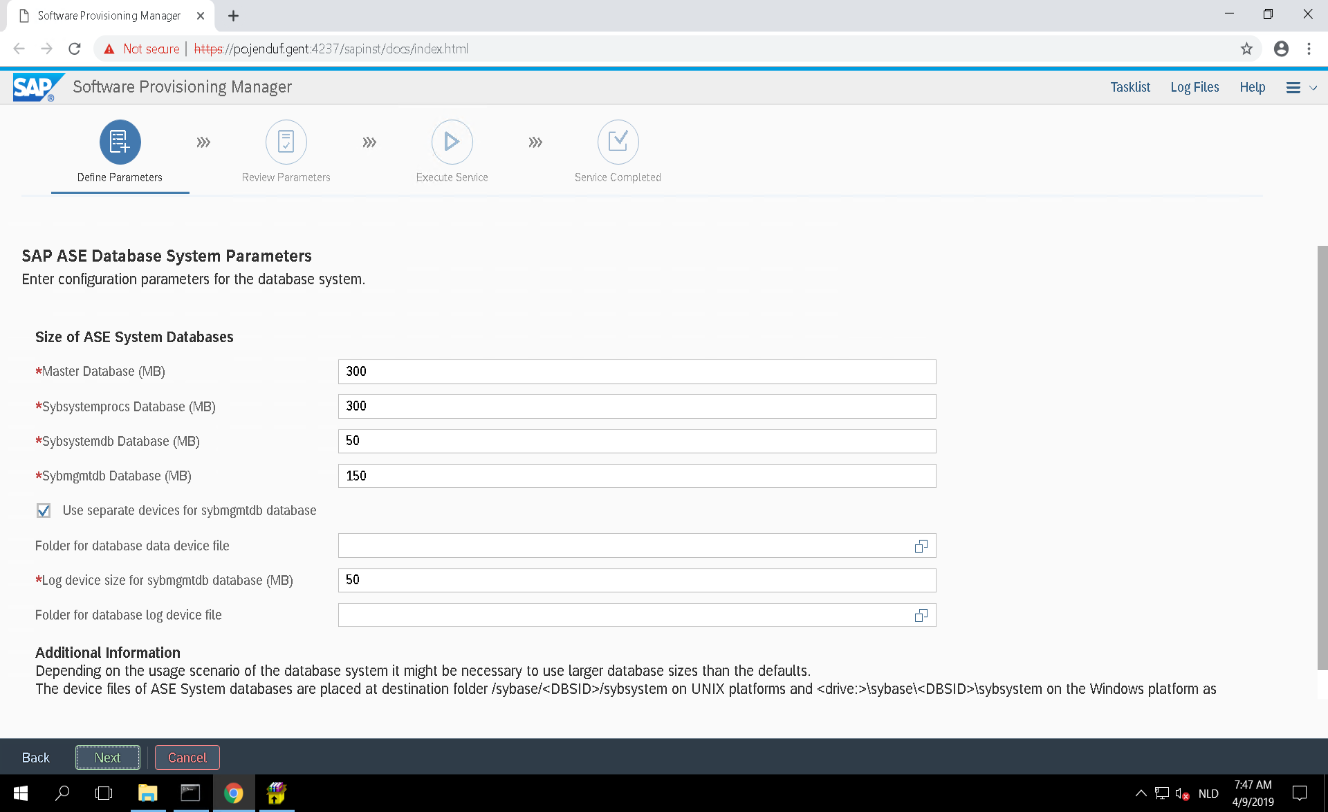 Software Provisioning Manager
Not secure | https://pojenduf.gent:4237/sapinst/docs/index.html
SAP Software Provisioning Manager
Tasklist Log Files Help
Define Parameters
Review Parameters
Execute Service
Service Completed
SAP ASE Database System Parameters
Enter configuration parameters for the database system.
Size of ASE System Databases
*Master Database (MB) 300
*Sybsystemprocs Database (MB) 300
*Sybsystemdb Database (MB) 50
*Sybmgmtdb Database (MB) 150
Use separate devices for sybmgmtdb database
Folder for database data device file
*Log device size for sybmgmtdb database (MB) 50
Folder for database log device file
Additional Information
Depending on the usage scenario of the database system it might be necessary to use larger database sizes than the defaults.
The device files of ASE System databases are placed at destination folder /sybase/<DBSID>/sybsystem on UNIX platforms and <drive:>\sybase\<DBSID>\sybsystem on the Windows platform as
Back Next Cancel
NLD
7:47 AM
4/9/2019